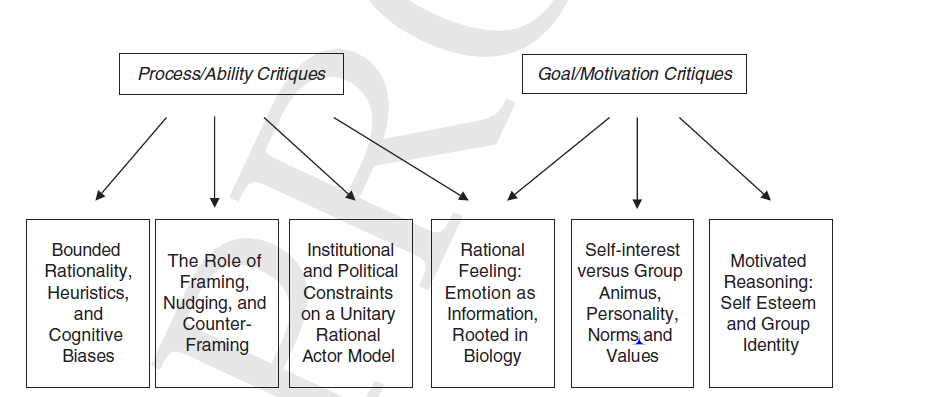 Process/Ability Critiques
Goal/Motivation Critiques
Bounded
Rationality,
Heuristics,
and
Cognitive
Biases
The Role of
Framing,
Nudging, and
Counter-
Framing
Institutional
and Political
Constraints
on a Unitary
Rational
Actor Model
Rational
Feeling:
Emotion as
Information,
Rooted in
Biology
Self-interest
versus Group
Animus,
Personality,
Norms and
Values
Motivated
Reasoning:
Self Esteem
and Group
Identity